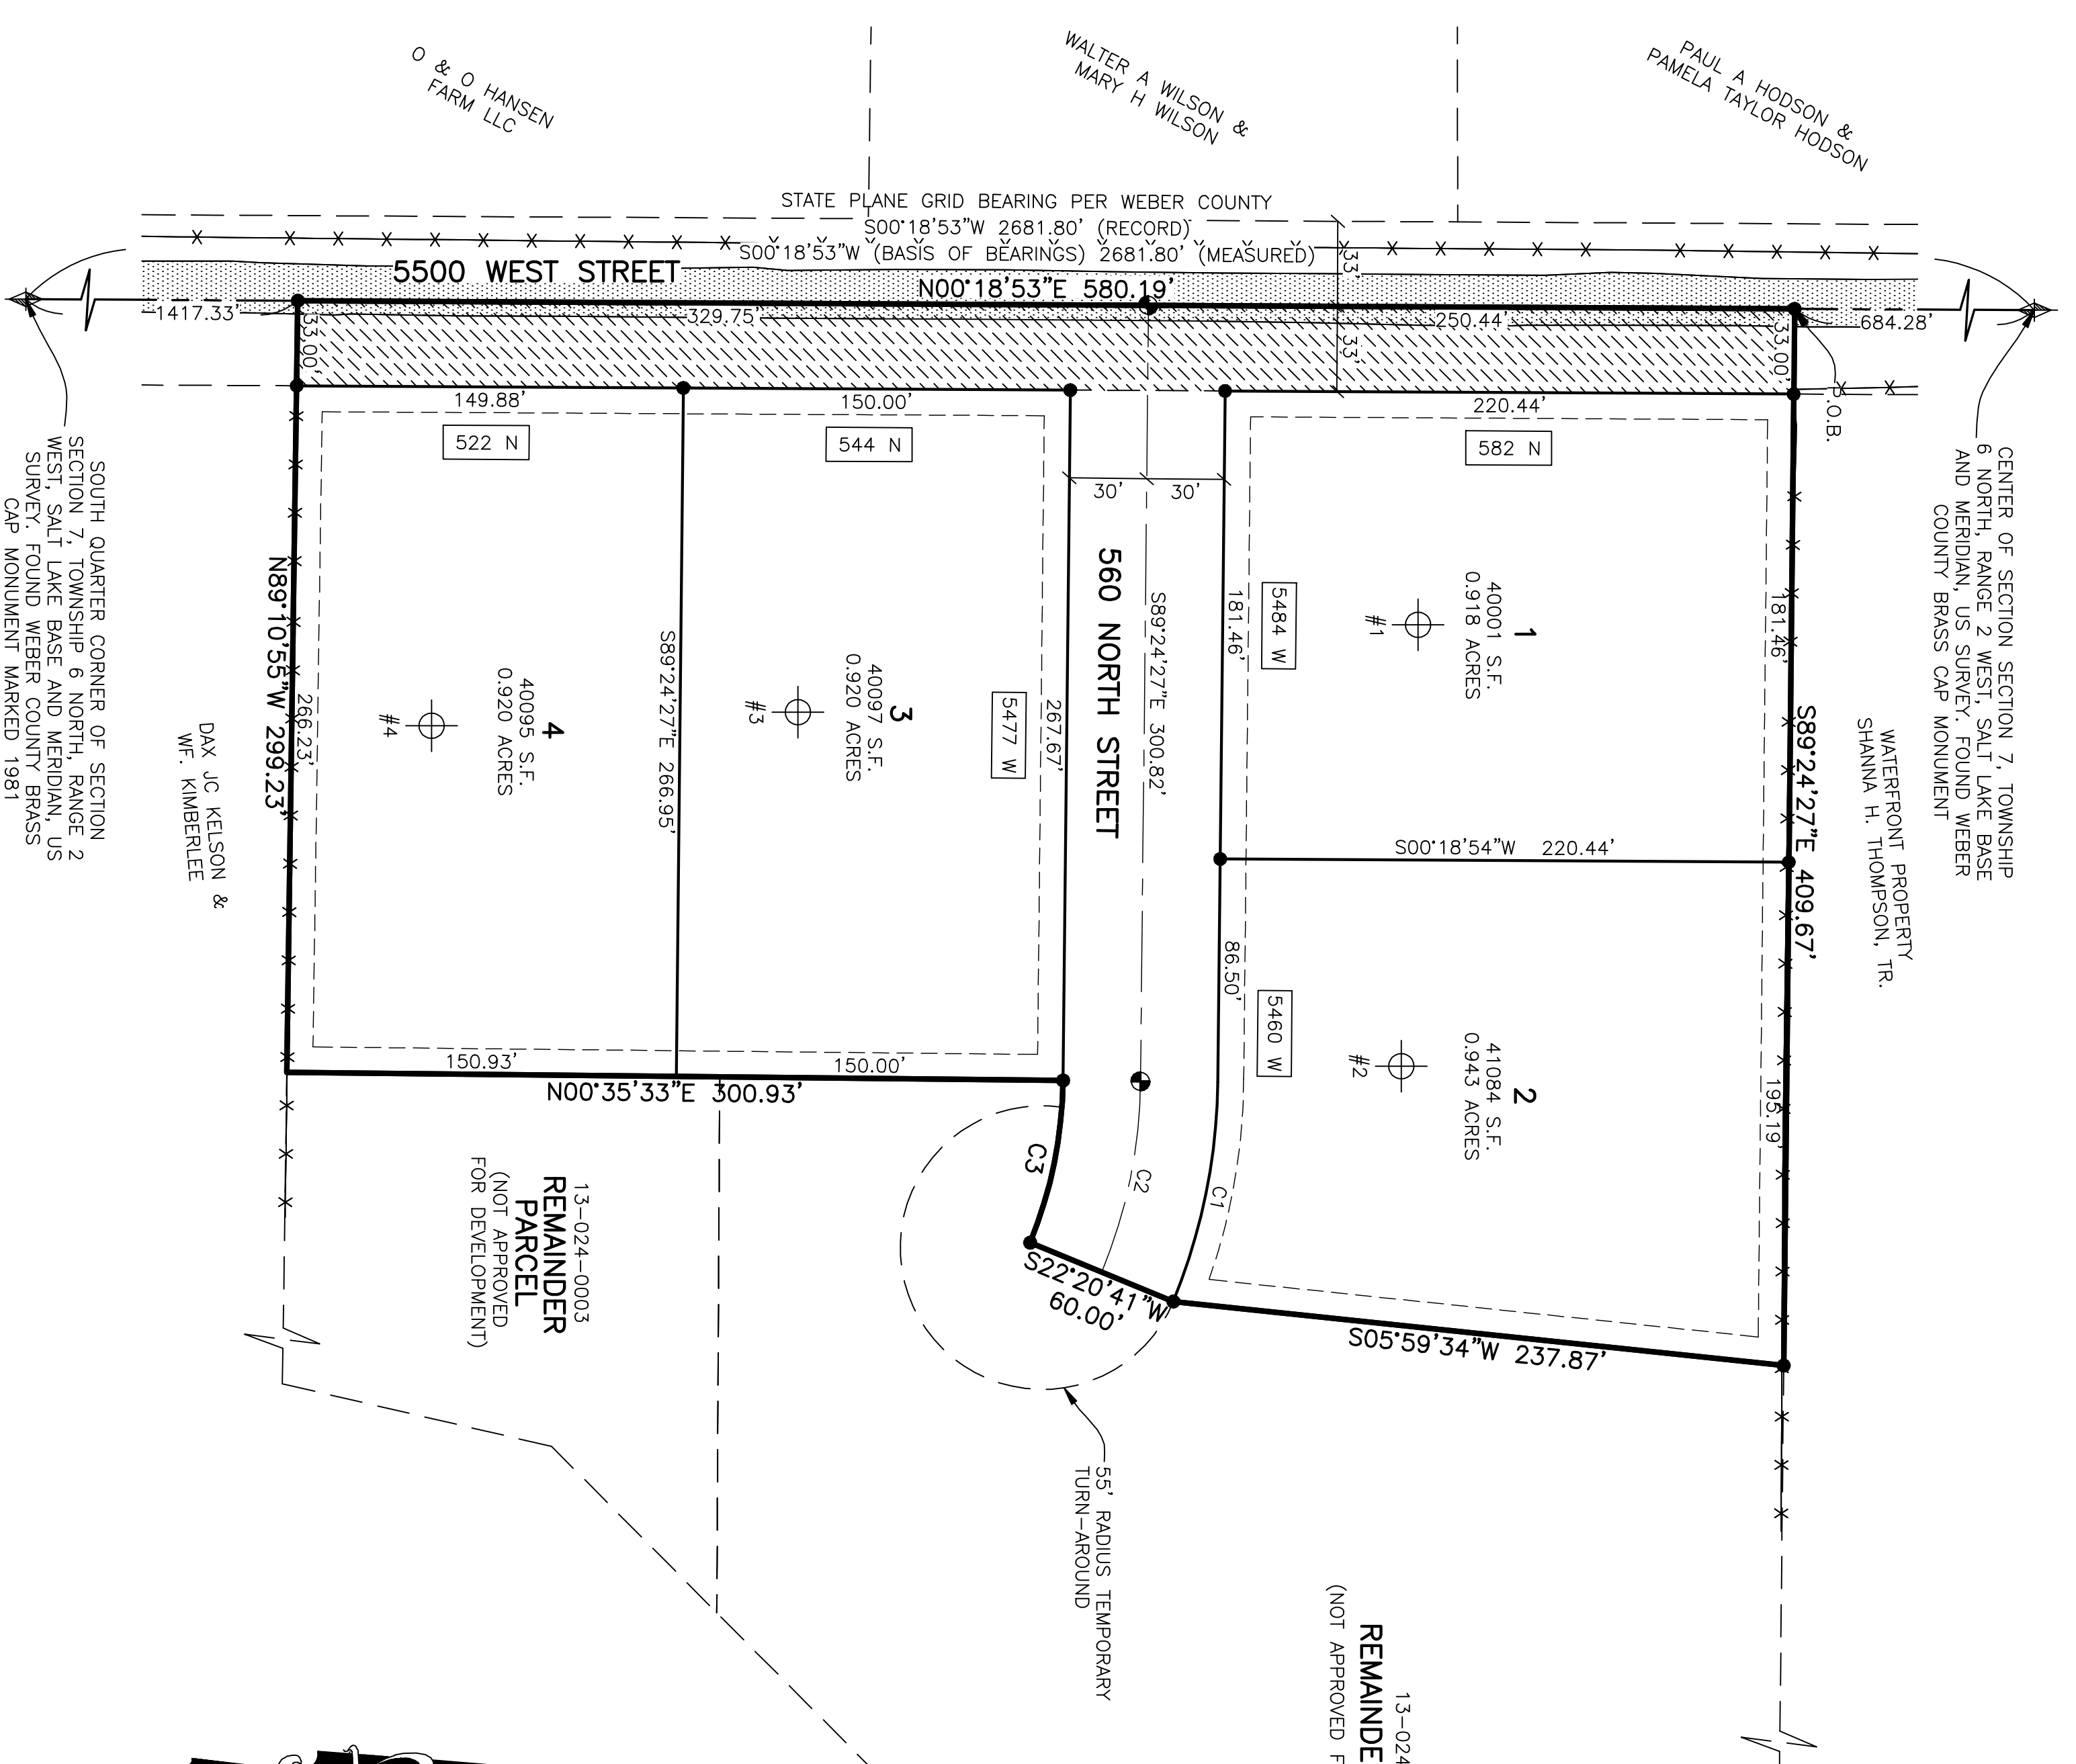 O & O HANSEN
FARM LLC
WALTER A WILSON &
MARY H WILSON
PAUL A HODSON &
PAMELA TAYLOR HODSON
STATE PLANE GRID BEARING PER WEBER COUNTY
S00°18'53"W 2681.80' (RECORD)
S00°18'53"W (BASIS OF BEARINGS) 2681.80' (MEASURED)
5500 WEST STREET
N00°18'53"E 580.19'
33'
1417.33'
33.00'
329.75'
250.44'
33'
33.00'
684.28'
P.O.B.
149.88'
150.00'
220.44'
522 N
544 N
582 N
30'
30'
CENTER OF SECTION SECTION 7, TOWNSHIP
6 NORTH, RANGE 2 WEST, SALT LAKE BASE
AND MERIDIAN, US SURVEY. FOUND WEBER
COUNTY BRASS CAP MONUMENT
SOUTH QUARTER CORNER OF SECTION
SECTION 7, TOWNSHIP 6 NORTH, RANGE 2
WEST, SALT LAKE BASE AND MERIDIAN, US
SURVEY. FOUND WEBER COUNTY BRASS
CAP MONUMENT MARKED 1981
WATERFRONT PROPERTY
SHANNA H. THOMPSON, TR.
S89°24'27"E 409.67'
181.46'
1
40001 S.F.
0.918 ACRES
#1
5484 W
181.46'
S89°24'27"E 300.82'
560 NORTH STREET
267.67'
5477 W
3
40097 S.F.
0.920 ACRES
#3
S89°24'27"E 266.95'
4
40095 S.F.
0.920 ACRES
#4
266.23'
N89°10'55"W 299.23'
DAX JC KELSON &
WF. KIMBERLEE
S00°18'54"W 220.44'
86.50'
5460 W
2
41084 S.F.
0.943 ACRES
#2
195.19'
150.93'
150.00'
N00°35'33"E 300.93'
C3
C2
C1
S22°20'41"W
60.00'
S05°59'34"W 237.87'
13-024-0003
REMAINDER
PARCEL
(NOT APPROVED
FOR DEVELOPMENT)
55' RADIUS TEMPORARY
TURN-AROUND
13-024
REMAINDE
(NOT APPROVED F